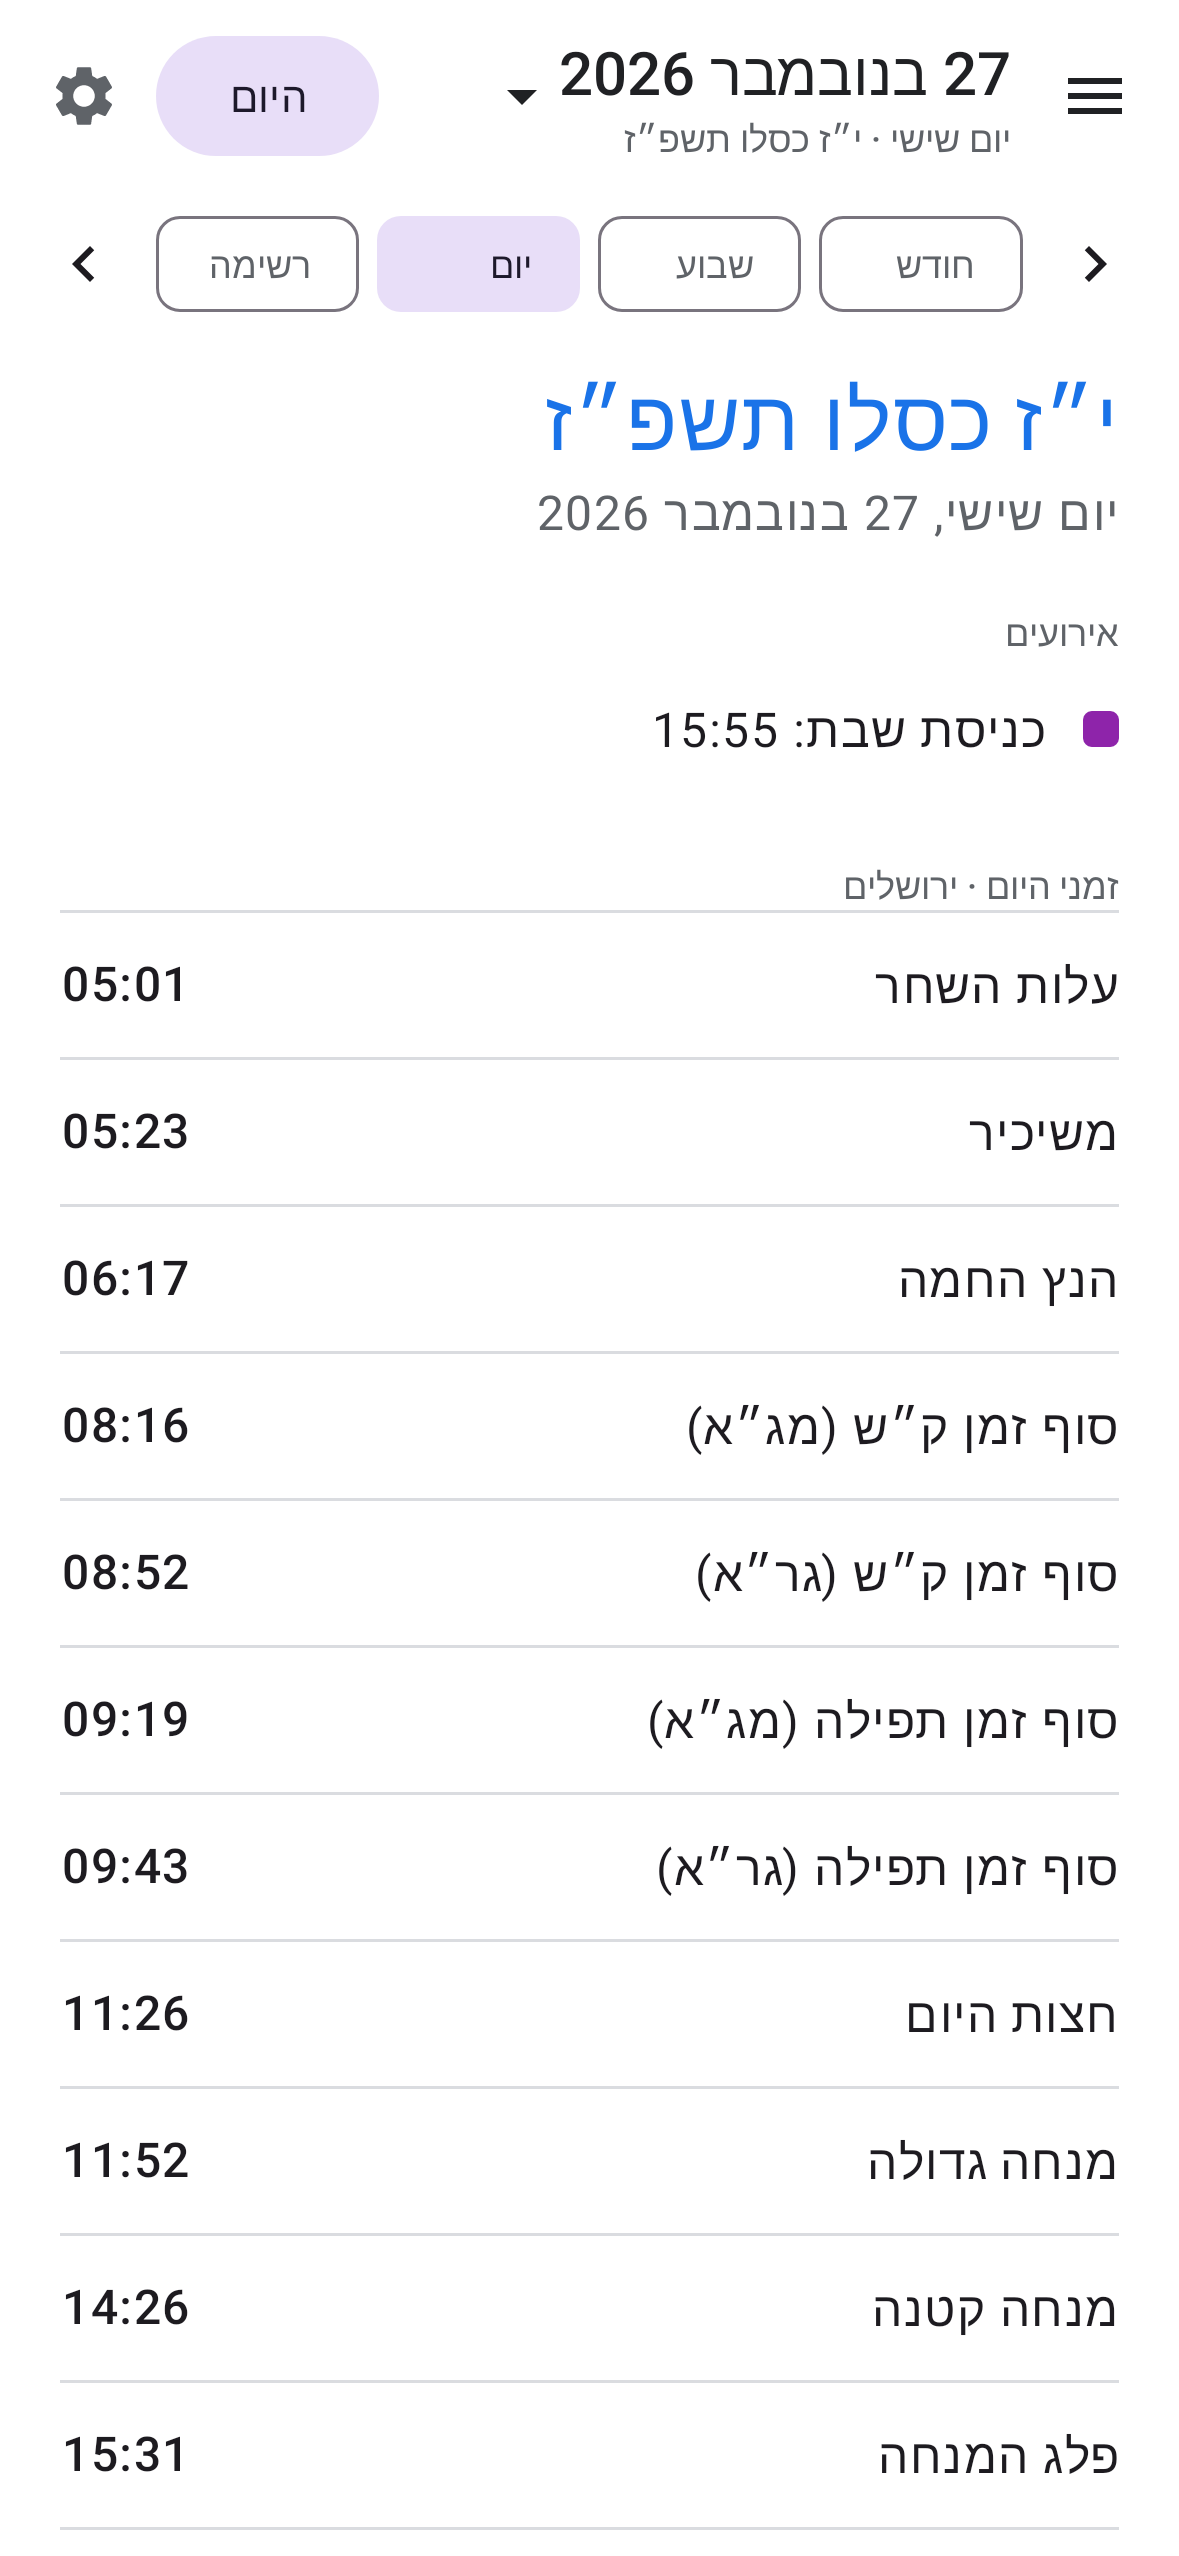 27 בנובמבר 2026
יום שישי · י״ז כסלו תשפ״ז
היום
חודש
שבוע
יום
רשימה
י״ז כסלו תשפ״ז
יום שישי, 27 בנובמבר 2026
אירועים
כניסת שבת: 15:55
זמני היום · ירושלים
עלות השחר 05:01
משיכיר 05:23
הנץ החמה 06:17
סוף זמן ק״ש (מג״א) 08:16
סוף זמן ק״ש (גר״א) 08:52
סוף זמן תפילה (מג״א) 09:19
סוף זמן תפילה (גר״א) 09:43
חצות היום 11:26
מנחה גדולה 11:52
מנחה קטנה 14:26
פלג המנחה 15:31